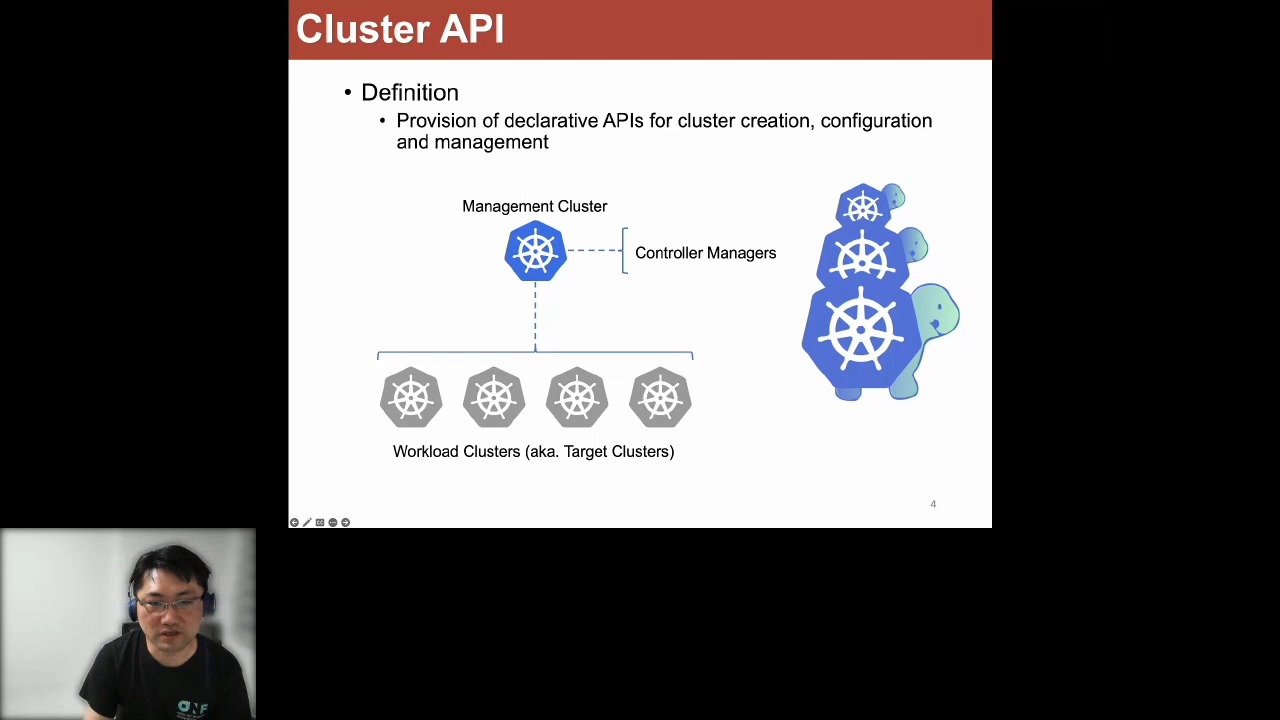 Cluster API
• Definition
• Provision of declarative APIs for cluster creation, configuration
and management
Management Cluster
Controller Managers
Workload Clusters (aka. Target Clusters)
4